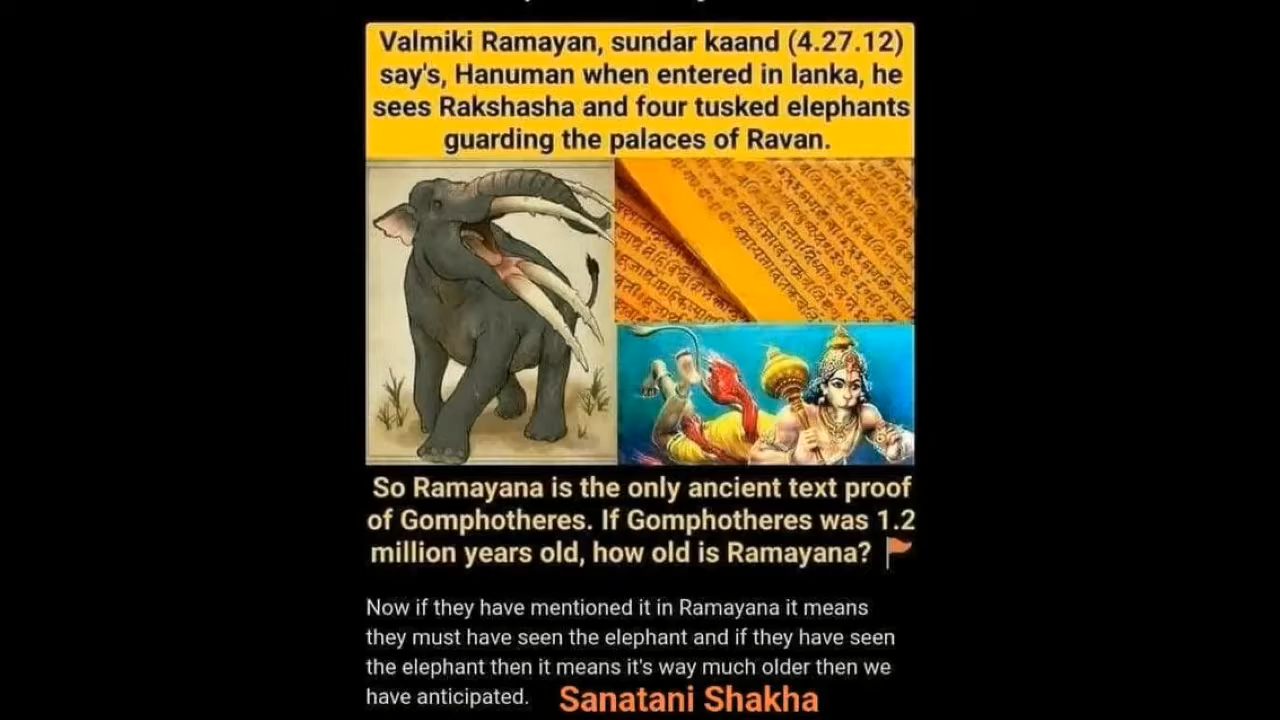 Valmiki Ramayan, sundar kaand (4.27.12)
say's, Hanuman when entered in lanka, he
sees Rakshasha and four tusked elephants
guarding the palaces of Ravan.
So Ramayana is the only ancient text proof
of Gomphotheres. If Gomphotheres was 1.2
million years old, how old is Ramayana? 🚩
Now if they have mentioned it in Ramayana it means
they must have seen the elephant and if they have seen
the elephant then it means it's way much older then we
have anticipated.
Sanatani Shakha